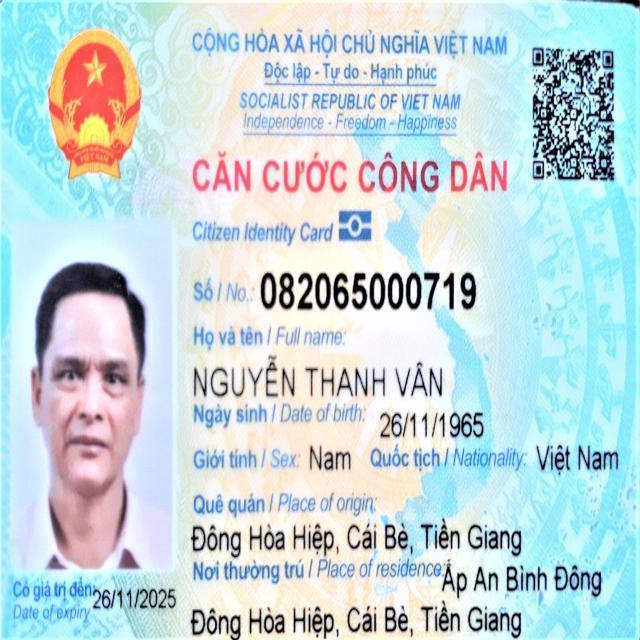 CỘNG HÒA XÃ HỘI CHỦ NGHĨA VIỆT NAM
Độc lập - Tự do - Hạnh phúc
SOCIALIST REPUBLIC OF VIET NAM
Independence - Freedom - Happiness
CĂN CƯỚC CÔNG DÂN
Citizen Identity Card
Số / No.: 082065000719
Họ và tên / Full name:
NGUYỄN THANH VÂN
Ngày sinh / Date of birth: 26/11/1965
Giới tính / Sex: Nam Quốc tịch / Nationality: Việt Nam
Quê quán / Place of origin:
Đông Hòa Hiệp, Cái Bè, Tiền Giang
Nơi thường trú / Place of residence: Ấp An Bình Đông
Đông Hòa Hiệp, Cái Bè, Tiền Giang
Có giá trị đến: 26/11/2025
Date of expiry
VIỆT NAM